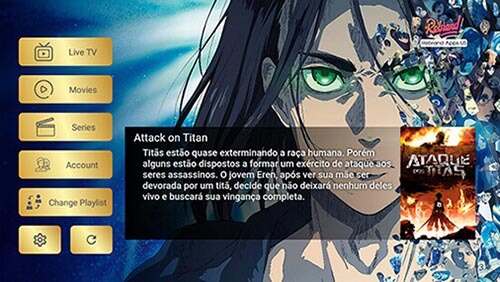 Live TV
Movies
Series
Account
Change Playlist
Rebrand
Rebrand Apps US
Attack on Titan
Titãs estão quase exterminando a raça humana. Porém
alguns estão dispostos a formar um exército de ataque aos
seres assassinos. O jovem Eren, após ver sua mãe ser
devorada por um titã, decide que não deixará nenhum deles
vivo e buscará sua vingança completa.
ATAQUE
DOS TITÃS